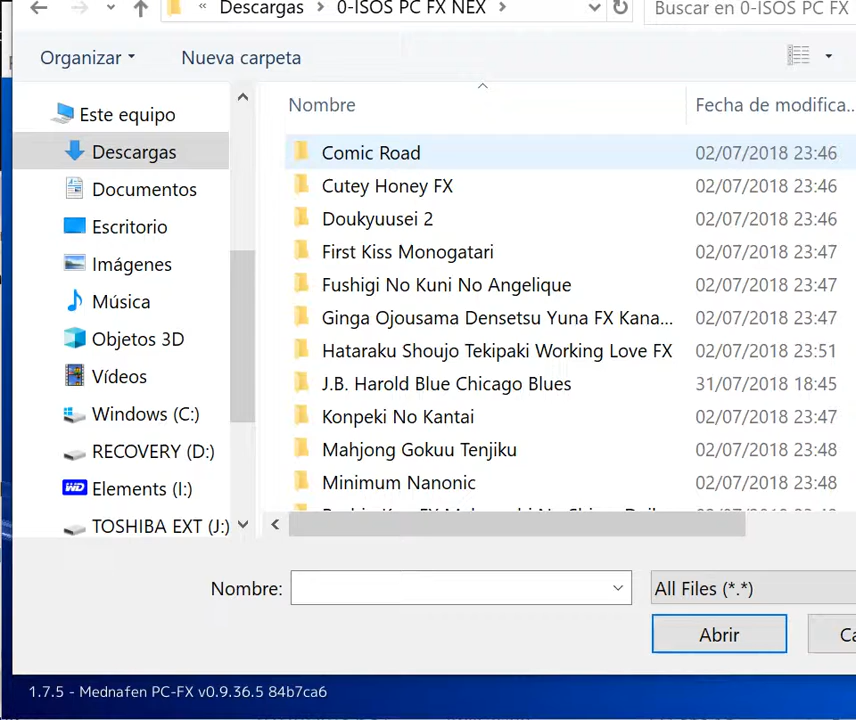 « Descargas > 0-ISOS PC FX NEX >
Buscar en 0-ISOS PC FX
Organizar
Nueva carpeta
Este equipo
Descargas
Documentos
Escritorio
Imágenes
Música
Objetos 3D
Vídeos
Windows (C:)
RECOVERY (D:)
Elements (I:)
TOSHIBA EXT (J:)
Nombre Fecha de modifica...
Comic Road 02/07/2018 23:46
Cutey Honey FX 02/07/2018 23:46
Doukyuusei 2 02/07/2018 23:46
First Kiss Monogatari 02/07/2018 23:47
Fushigi No Kuni No Angelique 02/07/2018 23:47
Ginga Ojousama Densetsu Yuna FX Kana... 02/07/2018 23:47
Hataraku Shoujo Tekipaki Working Love FX 02/07/2018 23:51
J.B. Harold Blue Chicago Blues 31/07/2018 18:45
Konpeki No Kantai 02/07/2018 23:47
Mahjong Gokuu Tenjiku 02/07/2018 23:48
Minimum Nanonic 02/07/2018 23:48
Nombre:
All Files (*.*)
Abrir
Ca
1.7.5 - Mednafen PC-FX v0.9.36.5 84b7ca6